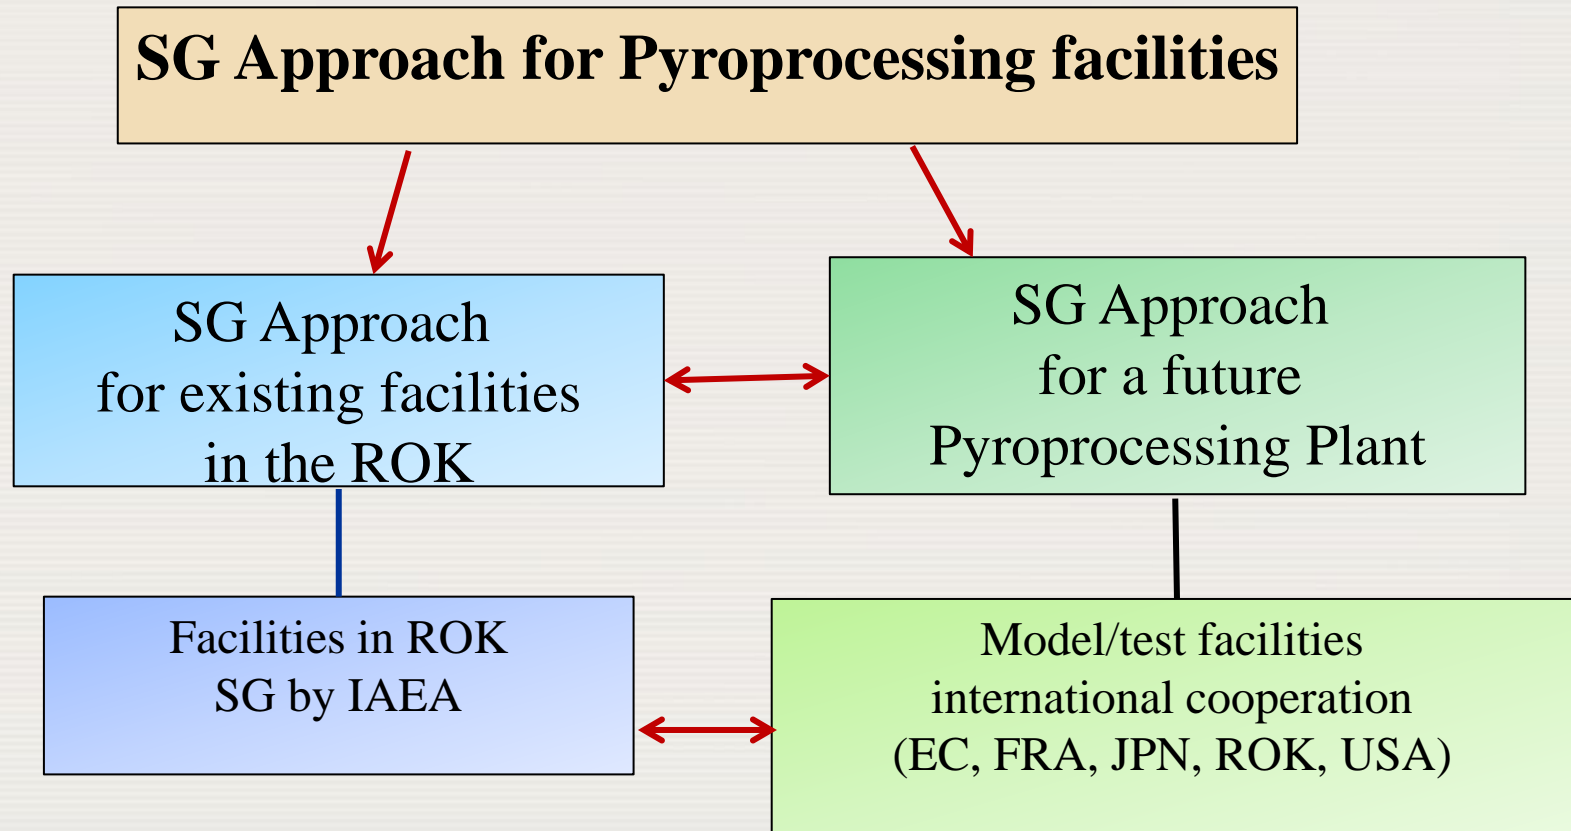 SG Approach for Pyroprocessing facilities
SG Approach
for existing facilities
in the ROK
SG Approach
for a future
Pyroprocessing Plant
Facilities in ROK
SG by IAEA
Model/test facilities
international cooperation
(EC, FRA, JPN, ROK, USA)